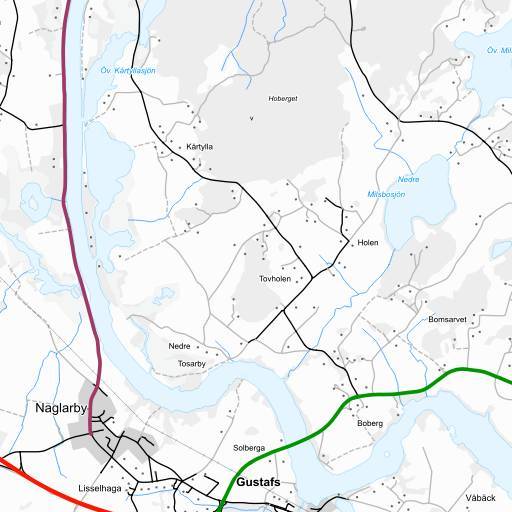 Öv. Mil
Öv. Kårtyllasjön
Hoberget
Kårtylla
Nedre
Milsbosjön
Holen
Tovholen
Bomsarvet
Nedre
Tosarby
Naglarby
Boberg
Solberga
Gustafs
Lisselhaga
Våbäck